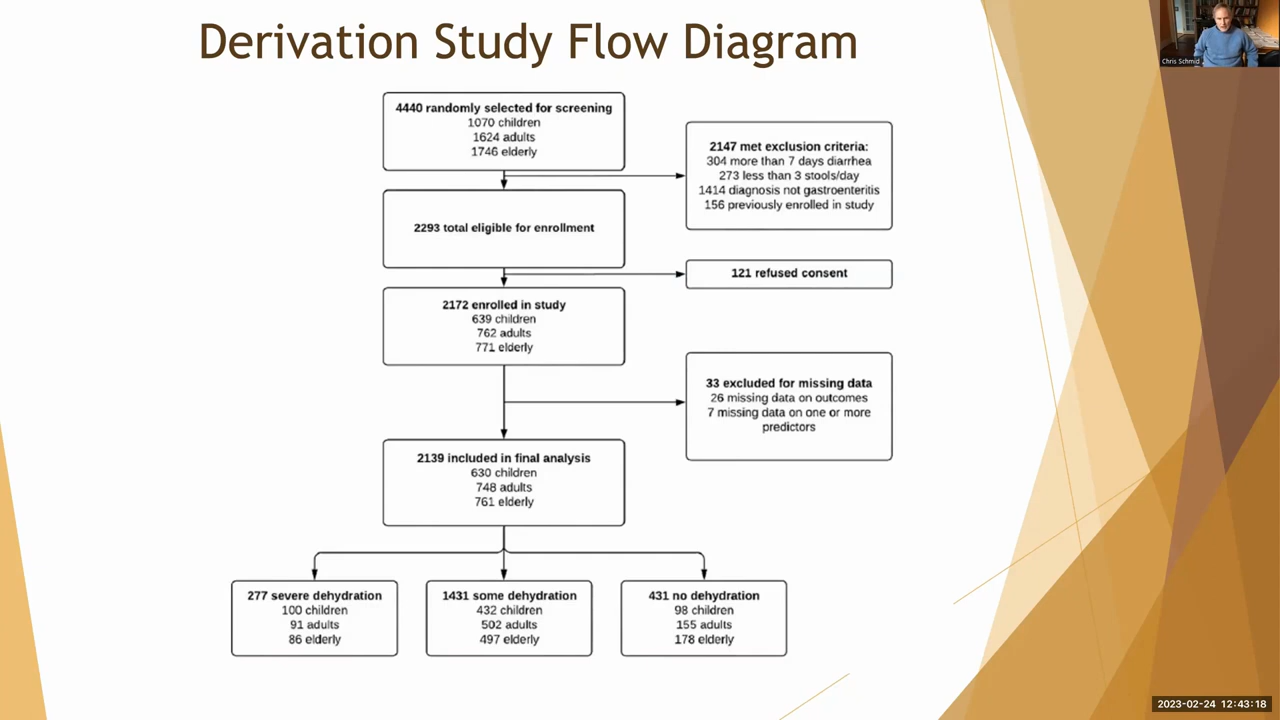 Derivation Study Flow Diagram
Chris Schmid
4440 randomly selected for screening
1070 children
1624 adults
1746 elderly
2147 met exclusion criteria:
304 more than 7 days diarrhea
273 less than 3 stools/day
1414 diagnosis not gastroenteritis
156 previously enrolled in study
2293 total eligible for enrollment
121 refused consent
2172 enrolled in study
639 children
762 adults
771 elderly
33 excluded for missing data
26 missing data on outcomes
7 missing data on one or more
predictors
2139 included in final analysis
630 children
748 adults
761 elderly
277 severe dehydration
100 children
91 adults
86 elderly
1431 some dehydration
432 children
502 adults
497 elderly
431 no dehydration
98 children
155 adults
178 elderly
2023-02-24 12:43:18